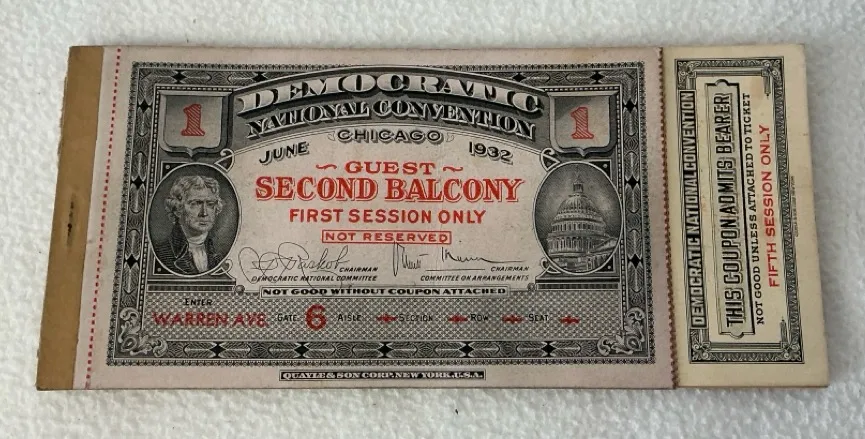 DEMOCRATIC
NATIONAL CONVENTION
CHICAGO
JUNE 1932
1 1
~ GUEST ~
SECOND BALCONY
FIRST SESSION ONLY
NOT RESERVED
CHAIRMAN
DEMOCRATIC NATIONAL COMMITTEE
CHAIRMAN
COMMITTEE ON ARRANGEMENTS
NOT GOOD WITHOUT COUPON ATTACHED
ENTER
WARREN AVE. GATE 6 AISLE SECTION ROW SEAT
QUAYLE & SON CORP. NEW YORK, U.S.A.
DEMOCRATIC NATIONAL CONVENTION
THIS COUPON ADMITS BEARER
NOT GOOD UNLESS ATTACHED TO TICKET
FIFTH SESSION ONLY